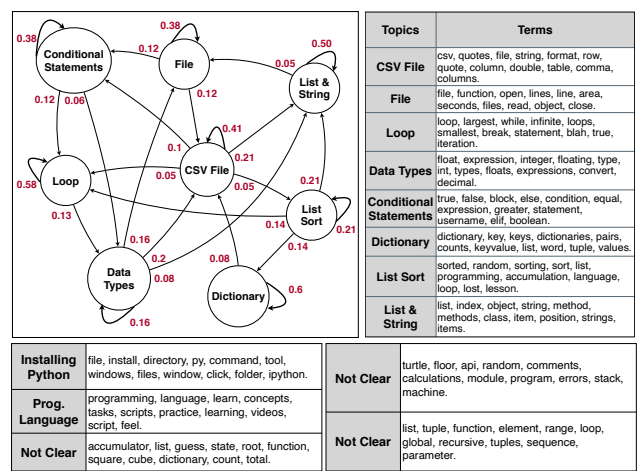 0.38
Conditional
Statements
0.12
0.06
0.38
File
0.12
0.12
0.50
List &
String
0.05
0.41
CSV File
0.1
0.21
0.05
0.05
0.58
Loop
0.13
0.21
List
Sort
0.21
0.14
0.14
0.16
0.2
0.08
Data
Types
0.16
0.08
Dictionary
0.6
Topics Terms
CSV File
csv, quotes, file, string, format, row,
quote, column, double, table, comma,
columns.
File
file, function, open, lines, line, area,
seconds, files, read, object, close.
Loop
loop, largest, while, infinite, loops,
smallest, break, statement, blah, true,
iteration.
Data Types
float, expression, integer, floating, type,
int, types, floats, expressions, convert,
decimal.
Conditional
Statements
true, false, block, else, condition, equal,
expression, greater, statement,
username, elif, boolean.
Dictionary
dictionary, key, keys, dictionaries, pairs,
counts, keyvalue, list, word, tuple, values.
List Sort
sorted, random, sorting, sort, list,
programming, accumulation, language,
loop, lost, lesson.
List &
String
list, index, object, string, method,
methods, class, item, position, strings,
items.
Installing
Python
file, install, directory, py, command, tool,
windows, files, window, click, folder, ipython.
Prog.
Language
programming, language, learn, concepts,
tasks, scripts, practice, learning, videos,
script, feel.
Not Clear
accumulator, list, guess, state, root, function,
square, cube, dictionary, count, total.
Not Clear
turtle, floor, api, random, comments,
calculations, module, program, errors, stack,
machine.
Not Clear
list, tuple, function, element, range, loop,
global, recursive, tuples, sequence,
parameter.